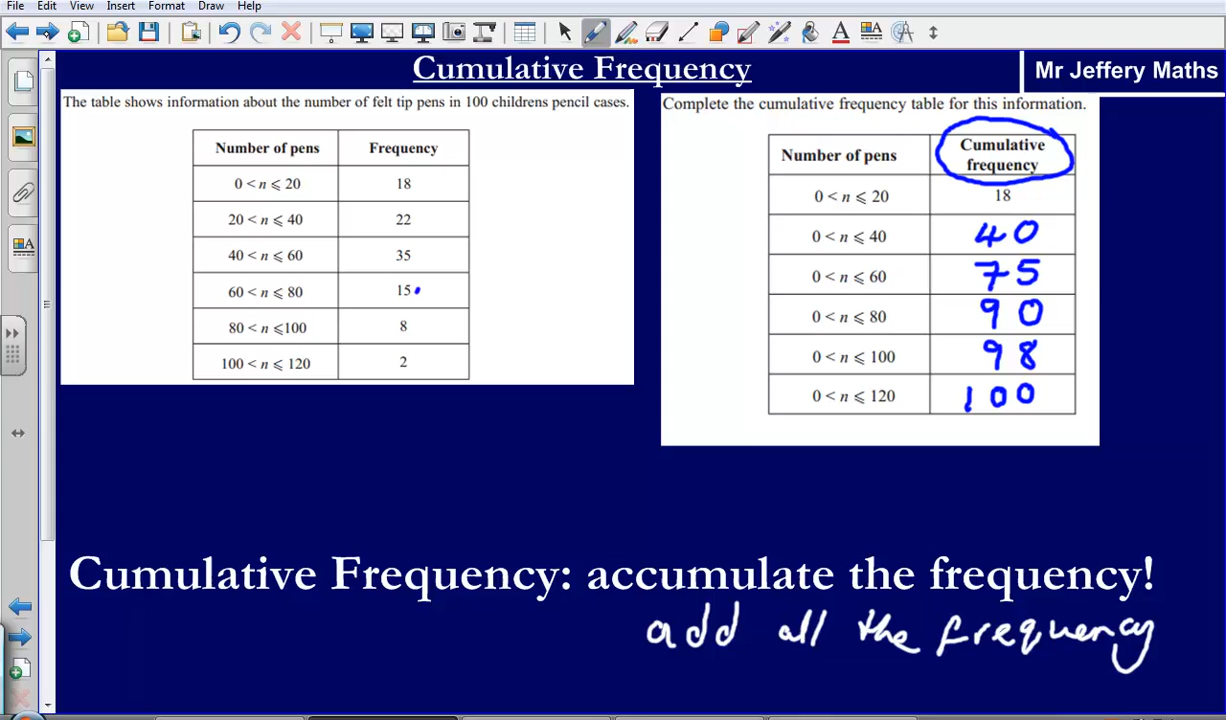 File Edit View Insert Format Draw Help
Cumulative Frequency
Mr Jeffery Maths
The table shows information about the number of felt tip pens in 100 childrens pencil cases.
Number of pens Frequency
0 < n ⩽ 20 18
20 < n ⩽ 40 22
40 < n ⩽ 60 35
60 < n ⩽ 80 15
80 < n ⩽100 8
100 < n ⩽ 120 2
Complete the cumulative frequency table for this information.
Number of pens Cumulative
frequency
0 < n ⩽ 20 18
0 < n ⩽ 40 40
0 < n ⩽ 60 75
0 < n ⩽ 80 90
0 < n ⩽ 100 98
0 < n ⩽ 120 100
Cumulative Frequency: accumulate the frequency!
add all the frequency